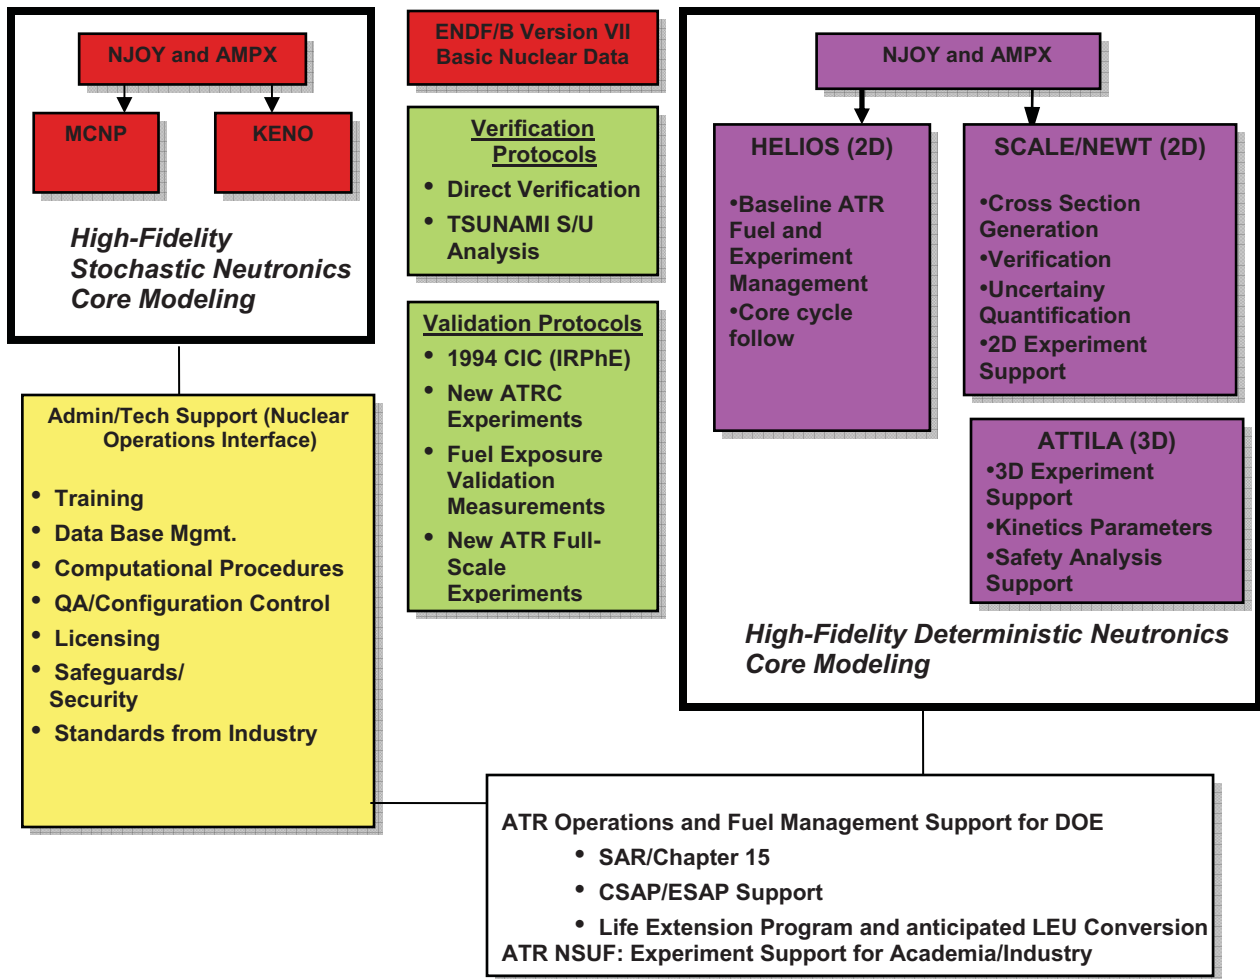 NJOY and AMPX
MCNP
KENO
High-Fidelity
Stochastic Neutronics
Core Modeling
ENDF/B Version VII
Basic Nuclear Data
Verification
Protocols
• Direct Verification
• TSUNAMI S/U
Analysis
Validation Protocols
• 1994 CIC (IRPhE)
• New ATRC
Experiments
• Fuel Exposure
Validation
Measurements
• New ATR Full-
Scale
Experiments
NJOY and AMPX
HELIOS (2D)
•Baseline ATR
Fuel and
Experiment
Management
•Core cycle
follow
SCALE/NEWT (2D)
•Cross Section
Generation
•Verification
•Uncertainy
Quantification
•2D Experiment
Support
ATTILA (3D)
•3D Experiment
Support
•Kinetics Parameters
•Safety Analysis
Support
High-Fidelity Deterministic Neutronics
Core Modeling
Admin/Tech Support (Nuclear
Operations Interface)
• Training
• Data Base Mgmt.
• Computational Procedures
• QA/Configuration Control
• Licensing
• Safeguards/
Security
• Standards from Industry
ATR Operations and Fuel Management Support for DOE
• SAR/Chapter 15
• CSAP/ESAP Support
• Life Extension Program and anticipated LEU Conversion
ATR NSUF: Experiment Support for Academia/Industry